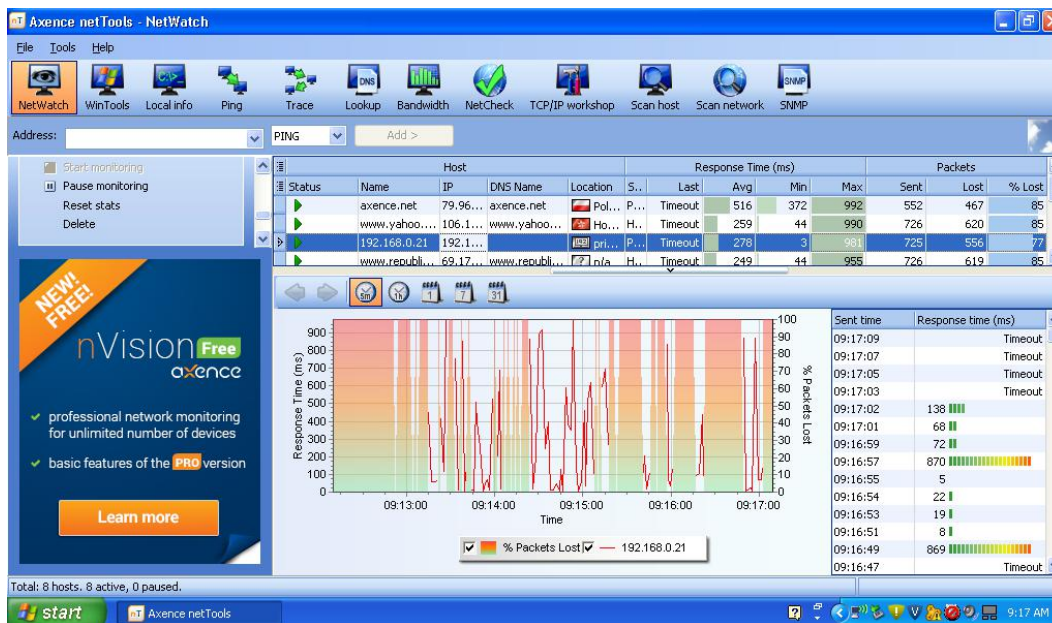 Axence netTools - NetWatch
File Tools Help
NetWatch WinTools Local info Ping Trace Lookup Bandwidth NetCheck TCP/IP workshop Scan host Scan network SNMP
Address: PING Add >
Start monitoring
Pause monitoring
Reset stats
Delete
Host Response Time (ms) Packets
Status Name IP DNS Name Location S.. Last Avg Min Max Sent Lost % Lost
axence.net 79.96... axence.net Pol... P... Timeout 516 372 992 552 467 85
www.yahoo.... 106.1... www.yahoo... Ho... H.. Timeout 259 44 990 726 620 85
192.168.0.21 192.1... pri... P... Timeout 278 3 981 725 556 77
www.republi... 69.17... www.republi... n/a H.. Timeout 249 44 955 726 619 85
5m 1h 1 7 31
NEW!
FREE!
nVision Free
axence
professional network monitoring
for unlimited number of devices
basic features of the PRO version
Learn more
Response Time (ms)
900
800
700
600
500
400
300
200
100
0
100
90
80
70
60
50
40
30
20
10
0
% Packets Lost
09:13:00 09:14:00 09:15:00 09:16:00 09:17:00
Time
% Packets Lost 192.168.0.21
Sent time Response time (ms)
09:17:09 Timeout
09:17:07 Timeout
09:17:05 Timeout
09:17:03 Timeout
09:17:02 138
09:17:01 68
09:16:59 72
09:16:57 870
09:16:55 5
09:16:54 22
09:16:53 19
09:16:51 8
09:16:49 869
09:16:47 Timeout
Total: 8 hosts. 8 active, 0 paused.
start Axence netTools 9:17 AM